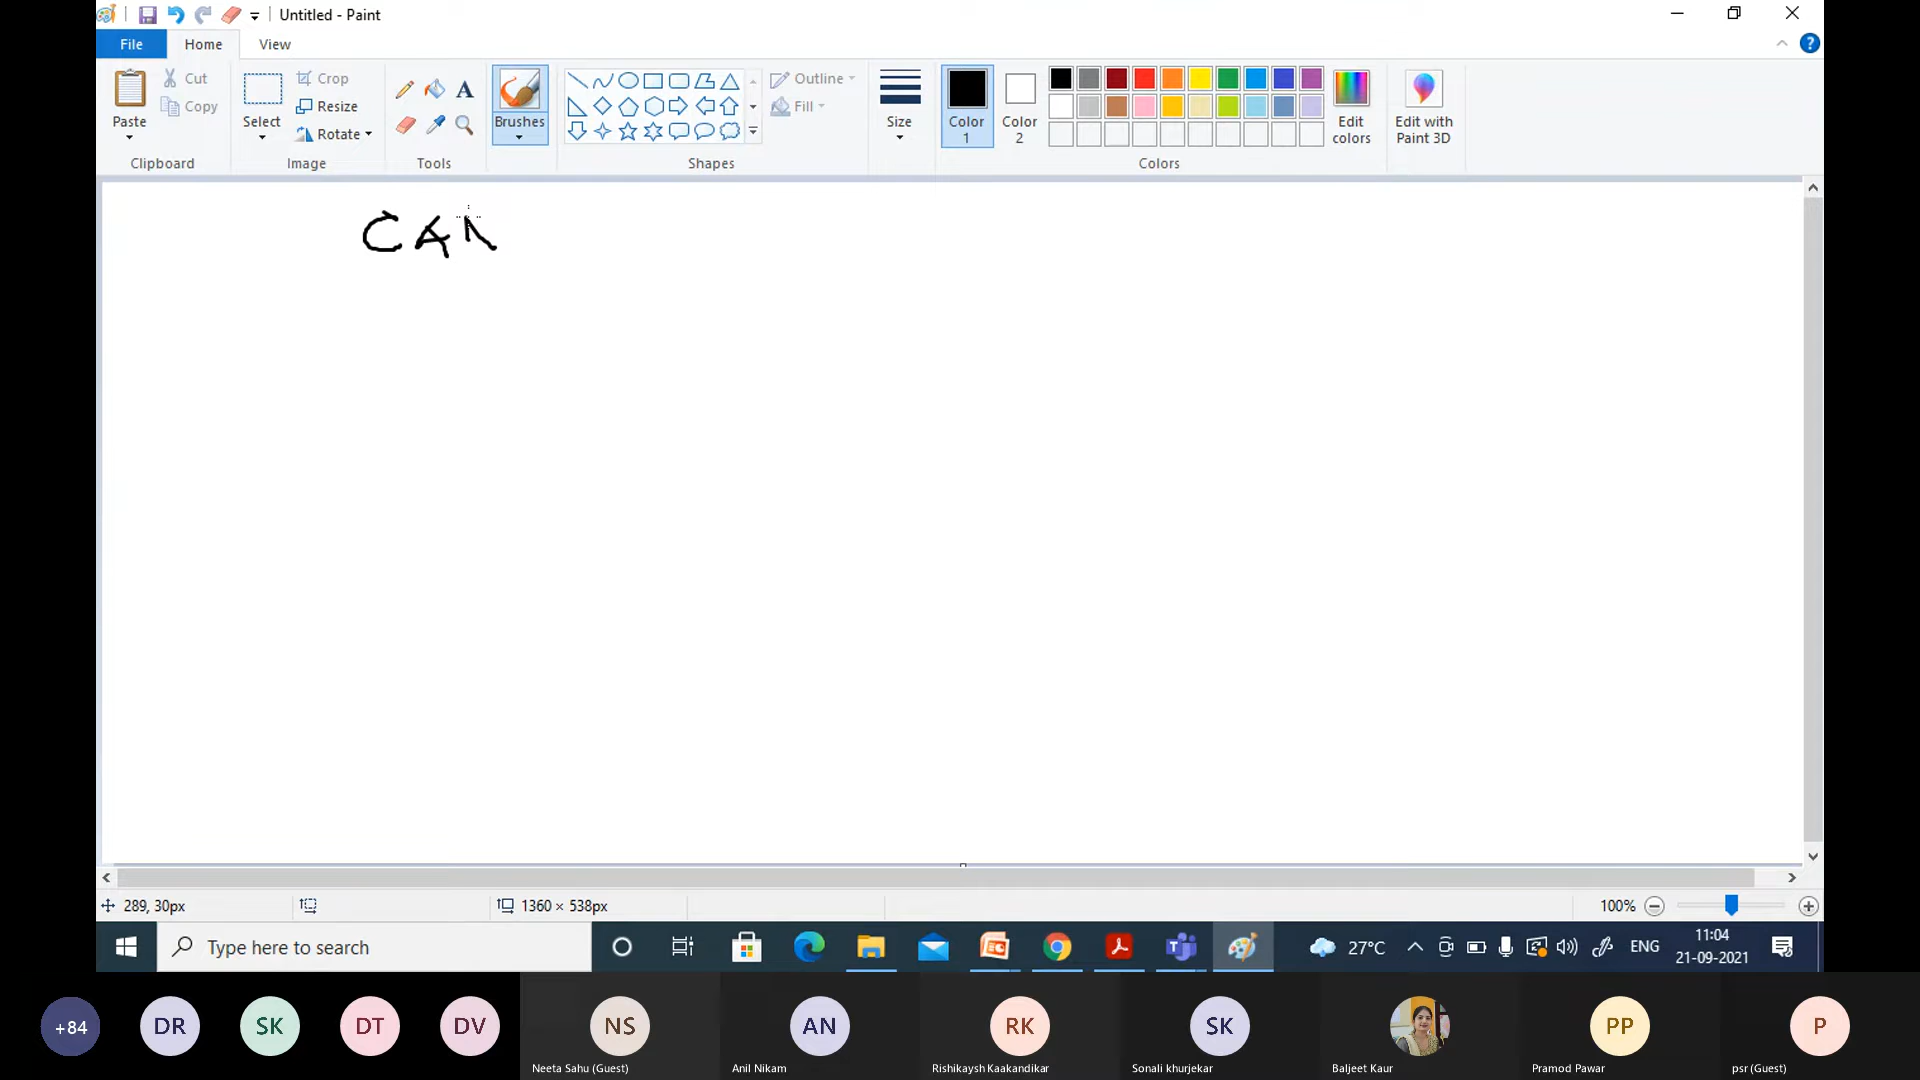 Untitled - Paint
File Home View
Cut
Copy
Paste
Clipboard
Select
Crop
Resize
Rotate
Image
A
Tools
Brushes
Outline
Fill
Shapes
Size
Color 1
Color 2
Edit colors
Colors
Edit with Paint 3D
CAN
289, 30px
1360 × 538px
100%
Type here to search
27°C
ENG
11:04
21-09-2021
+84
DR
SK
DT
DV
NS
AN
RK
SK
PP
P
Neeta Sahu (Guest)
Anil Nikam
Rishikaysh Kaakandikar
Sonali khurjekar
Baljeet Kaur
Pramod Pawar
psr (Guest)